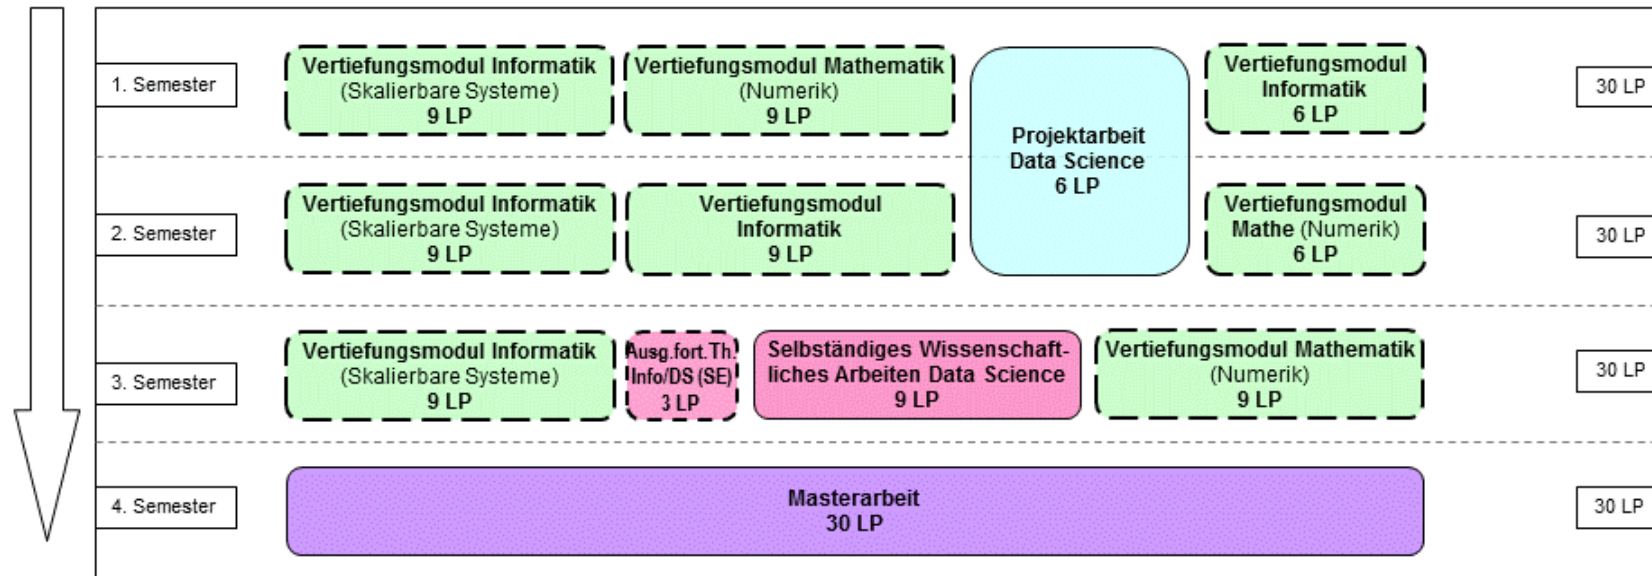 1. Semester
Vertiefungsmodul Informatik
(Skalierbare Systeme)
9 LP
Vertiefungsmodul Mathematik
(Numerik)
9 LP
Projektarbeit
Data Science
6 LP
Vertiefungsmodul
Informatik
6 LP
30 LP
2. Semester
Vertiefungsmodul Informatik
(Skalierbare Systeme)
9 LP
Vertiefungsmodul
Informatik
9 LP
Vertiefungsmodul
Mathe (Numerik)
6 LP
30 LP
3. Semester
Vertiefungsmodul Informatik
(Skalierbare Systeme)
9 LP
Ausg.fort.Th.
Info/DS (SE)
3 LP
Selbständiges Wissenschaft-
liches Arbeiten Data Science
9 LP
Vertiefungsmodul Mathematik
(Numerik)
9 LP
30 LP
4. Semester
Masterarbeit
30 LP
30 LP